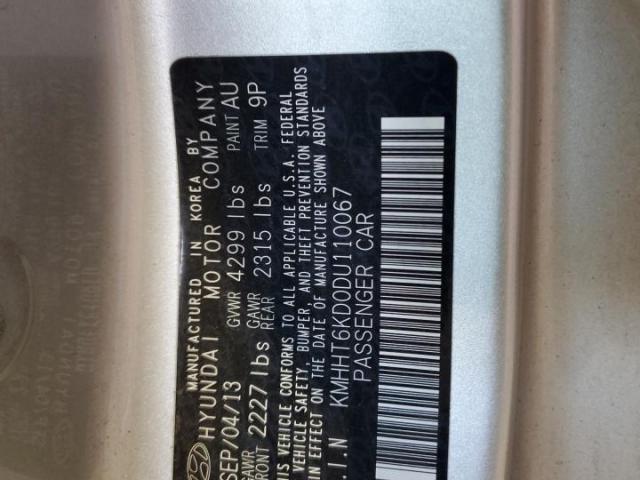 MANUFACTURED IN KOREA BY
HYUNDAI MOTOR COMPANY
SEP/04/13 GVWR 4299 lbs PAINT AU
GAWR FRONT 2227 lbs GAWR REAR 2315 lbs TRIM 9P
THIS VEHICLE CONFORMS TO ALL APPLICABLE U.S.A. FEDERAL
VEHICLE SAFETY, BUMPER, AND THEFT PREVENTION STANDARDS
IN EFFECT ON THE DATE OF MANUFACTURE SHOWN ABOVE
.I.N KMHHT6KD0DU110067
PASSENGER CAR